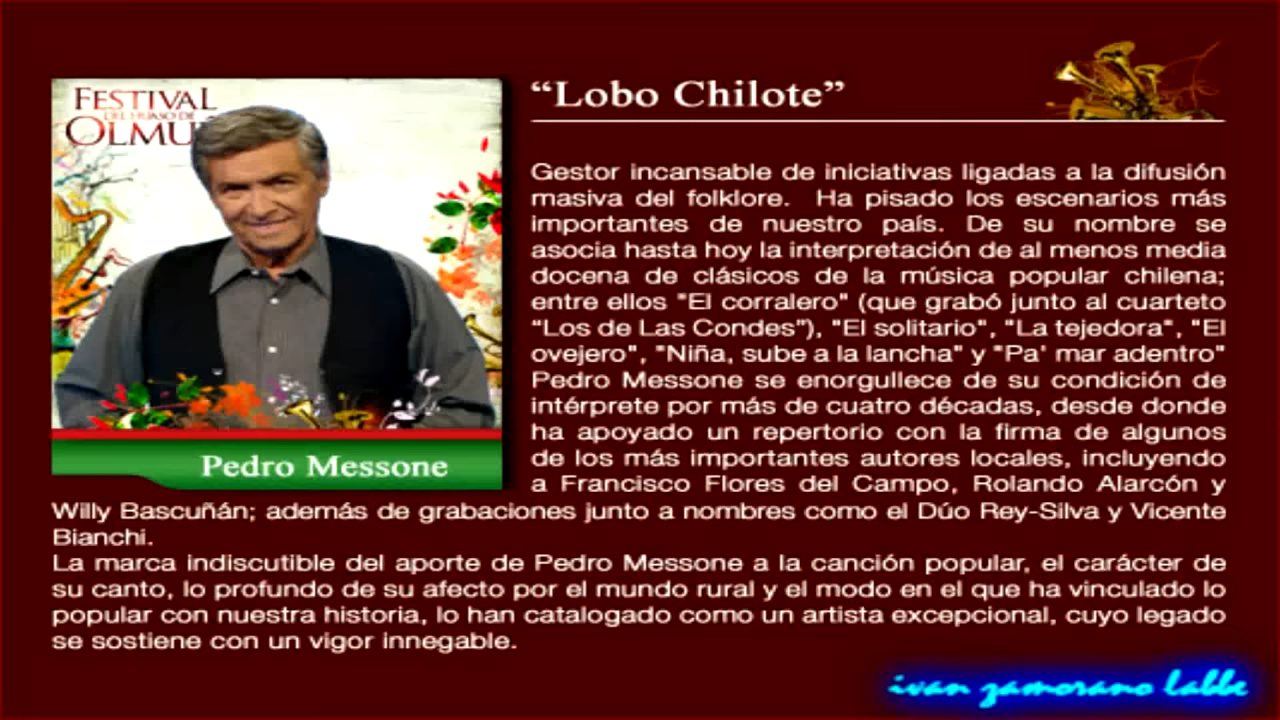 FESTIVAL
DEL HUASO DE
OLMU
“Lobo Chilote”
Gestor incansable de iniciativas ligadas a la difusión
masiva del folklore. Ha pisado los escenarios más
importantes de nuestro país. De su nombre se
asocia hasta hoy la interpretación de al menos media
docena de clásicos de la música popular chilena;
entre ellos "El corralero" (que grabó junto al cuarteto
“Los de Las Condes”), "El solitario", "La tejedora", "El
ovejero", "Niña, sube a la lancha" y "Pa' mar adentro"
Pedro Messone se enorgullece de su condición de
intérprete por más de cuatro décadas, desde donde
ha apoyado un repertorio con la firma de algunos
de los más importantes autores locales, incluyendo
a Francisco Flores del Campo, Rolando Alarcón y
Willy Bascuñán; además de grabaciones junto a nombres como el Dúo Rey-Silva y Vicente
Bianchi.
La marca indiscutible del aporte de Pedro Messone a la canción popular, el carácter de
su canto, lo profundo de su afecto por el mundo rural y el modo en el que ha vinculado lo
popular con nuestra historia, lo han catalogado como un artista excepcional, cuyo legado
se sostiene con un vigor innegable.
Pedro Messone
ivan zamorano labbe